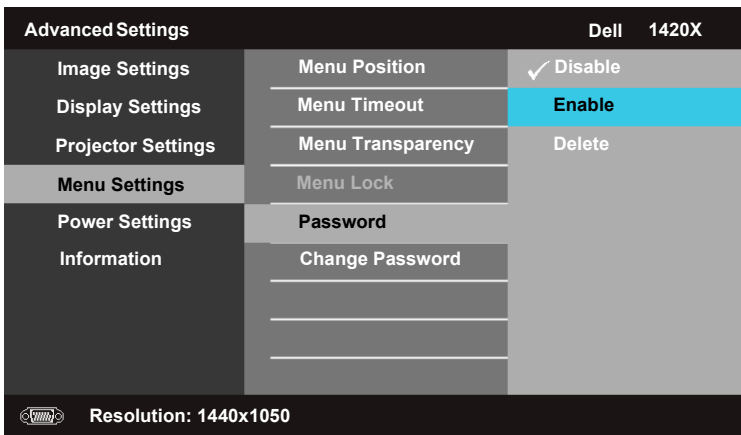 Advanced Settings Dell 1420X
Image Settings
Display Settings
Projector Settings
Menu Settings
Power Settings
Information
Menu Position
Menu Timeout
Menu Transparency
Menu Lock
Password
Change Password
Disable
Enable
Delete
Resolution: 1440x1050